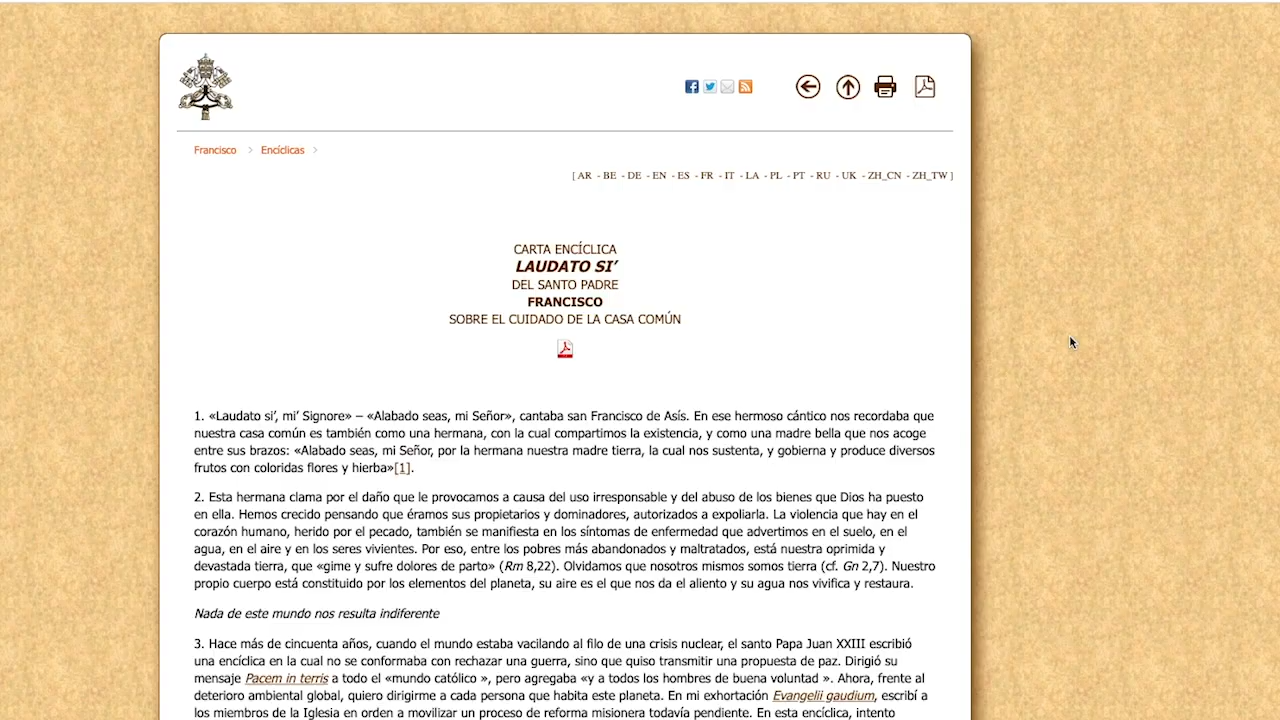 Francisco > Encíclicas >
[ AR - BE - DE - EN - ES - FR - IT - LA - PL - PT - RU - UK - ZH_CN - ZH_TW ]
CARTA ENCÍCLICA
LAUDATO SI’
DEL SANTO PADRE
FRANCISCO
SOBRE EL CUIDADO DE LA CASA COMÚN
1. «Laudato si’, mi’ Signore» – «Alabado seas, mi Señor», cantaba san Francisco de Asís. En ese hermoso cántico nos recordaba que
nuestra casa común es también como una hermana, con la cual compartimos la existencia, y como una madre bella que nos acoge
entre sus brazos: «Alabado seas, mi Señor, por la hermana nuestra madre tierra, la cual nos sustenta, y gobierna y produce diversos
frutos con coloridas flores y hierba»[1].
2. Esta hermana clama por el daño que le provocamos a causa del uso irresponsable y del abuso de los bienes que Dios ha puesto
en ella. Hemos crecido pensando que éramos sus propietarios y dominadores, autorizados a expoliarla. La violencia que hay en el
corazón humano, herido por el pecado, también se manifiesta en los síntomas de enfermedad que advertimos en el suelo, en el
agua, en el aire y en los seres vivientes. Por eso, entre los pobres más abandonados y maltratados, está nuestra oprimida y
devastada tierra, que «gime y sufre dolores de parto» (Rm 8,22). Olvidamos que nosotros mismos somos tierra (cf. Gn 2,7). Nuestro
propio cuerpo está constituido por los elementos del planeta, su aire es el que nos da el aliento y su agua nos vivifica y restaura.
Nada de este mundo nos resulta indiferente
3. Hace más de cincuenta años, cuando el mundo estaba vacilando al filo de una crisis nuclear, el santo Papa Juan XXIII escribió
una encíclica en la cual no se conformaba con rechazar una guerra, sino que quiso transmitir una propuesta de paz. Dirigió su
mensaje Pacem in terris a todo el «mundo católico », pero agregaba «y a todos los hombres de buena voluntad ». Ahora, frente al
deterioro ambiental global, quiero dirigirme a cada persona que habita este planeta. En mi exhortación Evangelii gaudium, escribí a
los miembros de la Iglesia en orden a movilizar un proceso de reforma misionera todavía pendiente. En esta encíclica, intento